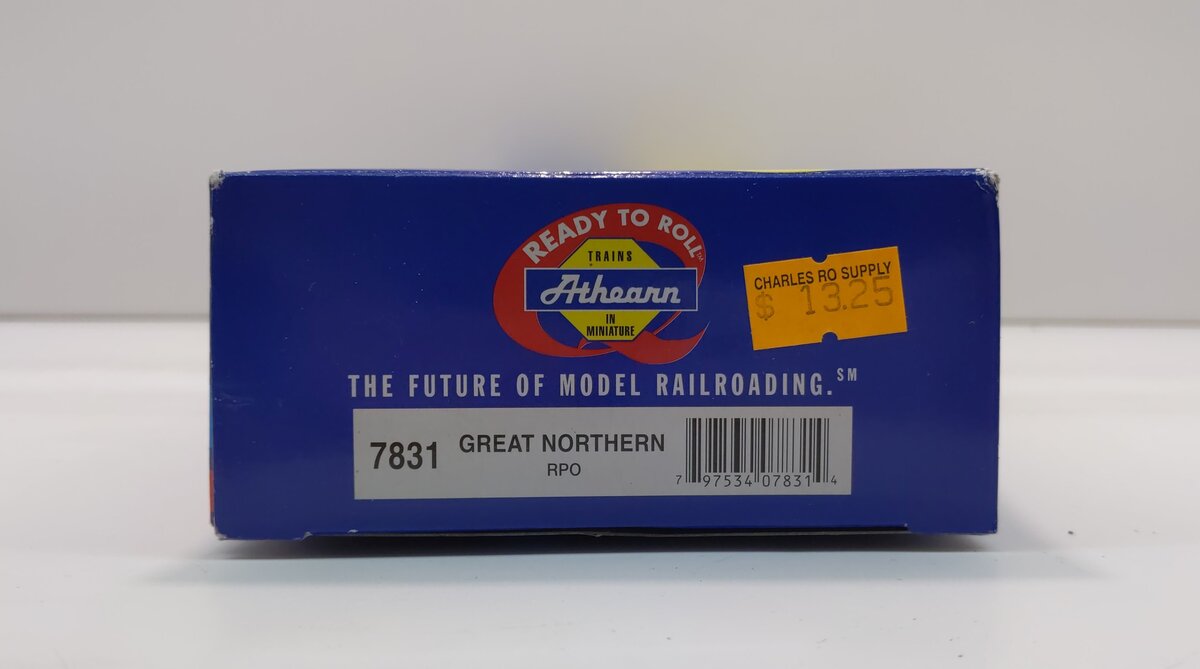 READY TO ROLL™
TRAINS
Athearn
IN
MINIATURE
CHARLES RO SUPPLY
$ 13.25
THE FUTURE OF MODEL RAILROADING.℠
7831 GREAT NORTHERN
RPO
7 97534 07831 4